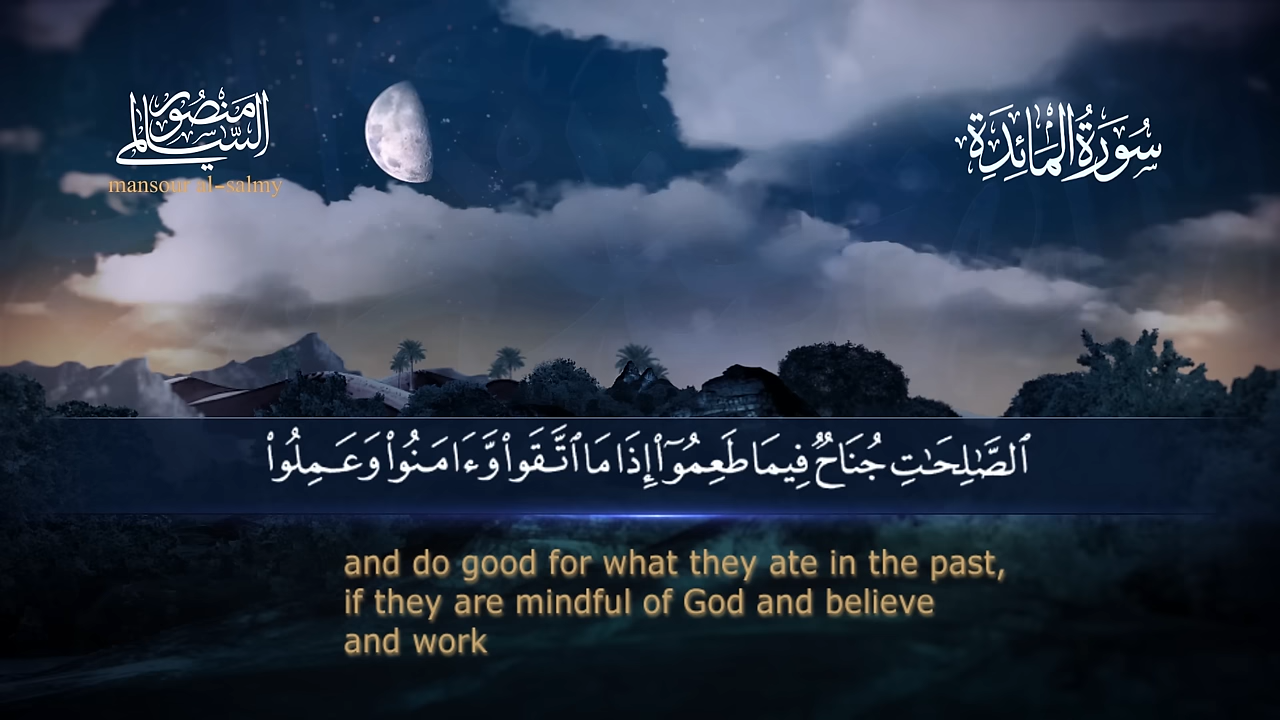 منصور السالمي
mansour al-salmy
سُورَةُ المَائِدَةِ
ٱلصَّـٰلِحَـٰتِ جُنَاحٌ فِيمَا طَعِمُوٓا۟ إِذَا مَا ٱتَّقَوا۟ وَّءَامَنُوا۟ وَعَـمِلُوا۟
and do good for what they ate in the past,
if they are mindful of God and believe
and work